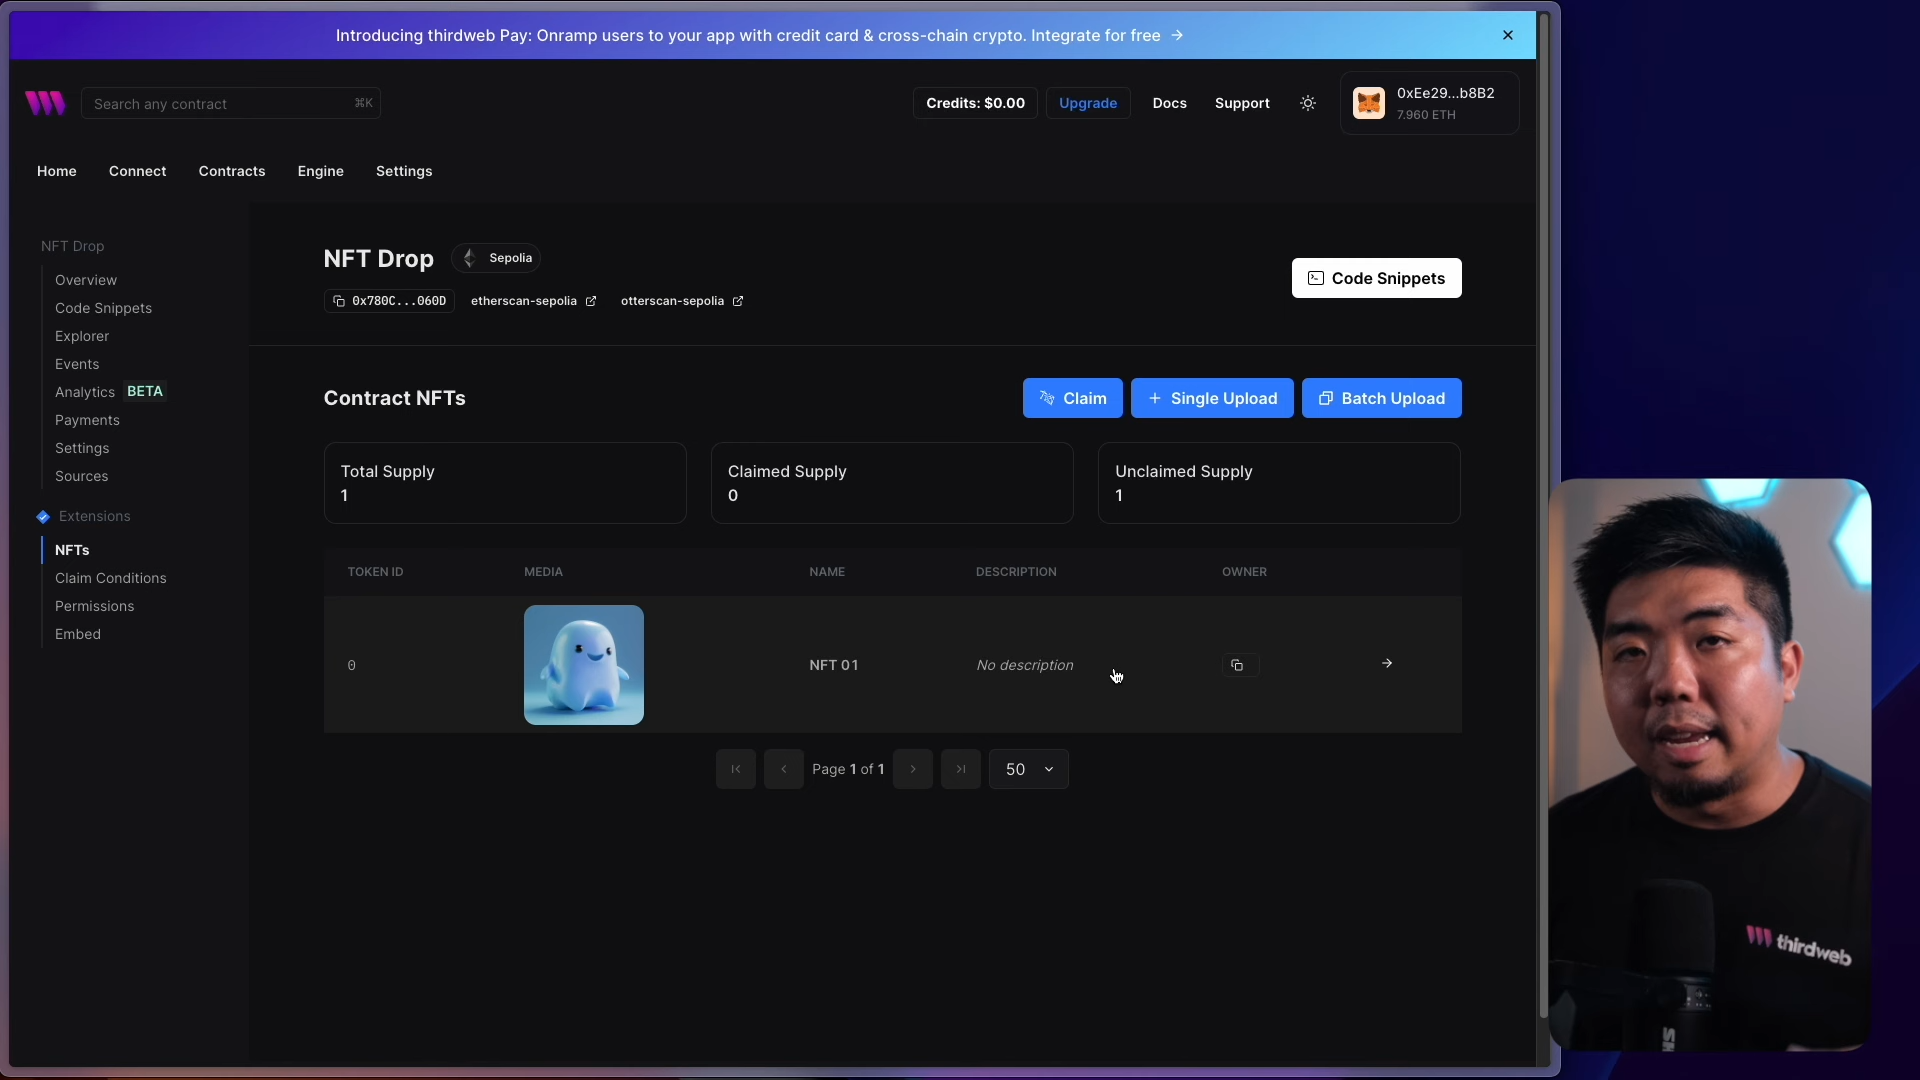 Introducing thirdweb Pay: Onramp users to your app with credit card & cross-chain crypto. Integrate for free →
Search any contract ⌘K
Credits: $0.00
Upgrade
Docs
Support
0xEe29...b8B2
7.960 ETH
Home
Connect
Contracts
Engine
Settings
NFT Drop
Overview
Code Snippets
Explorer
Events
Analytics BETA
Payments
Settings
Sources
Extensions
NFTs
Claim Conditions
Permissions
Embed
NFT Drop
Sepolia
0x780C...060D
etherscan-sepolia
otterscan-sepolia
Code Snippets
Contract NFTs
Claim
+ Single Upload
Batch Upload
Total Supply
1
Claimed Supply
0
Unclaimed Supply
1
TOKEN ID
MEDIA
NAME
DESCRIPTION
OWNER
0
NFT 01
No description
Page 1 of 1
50
thirdweb